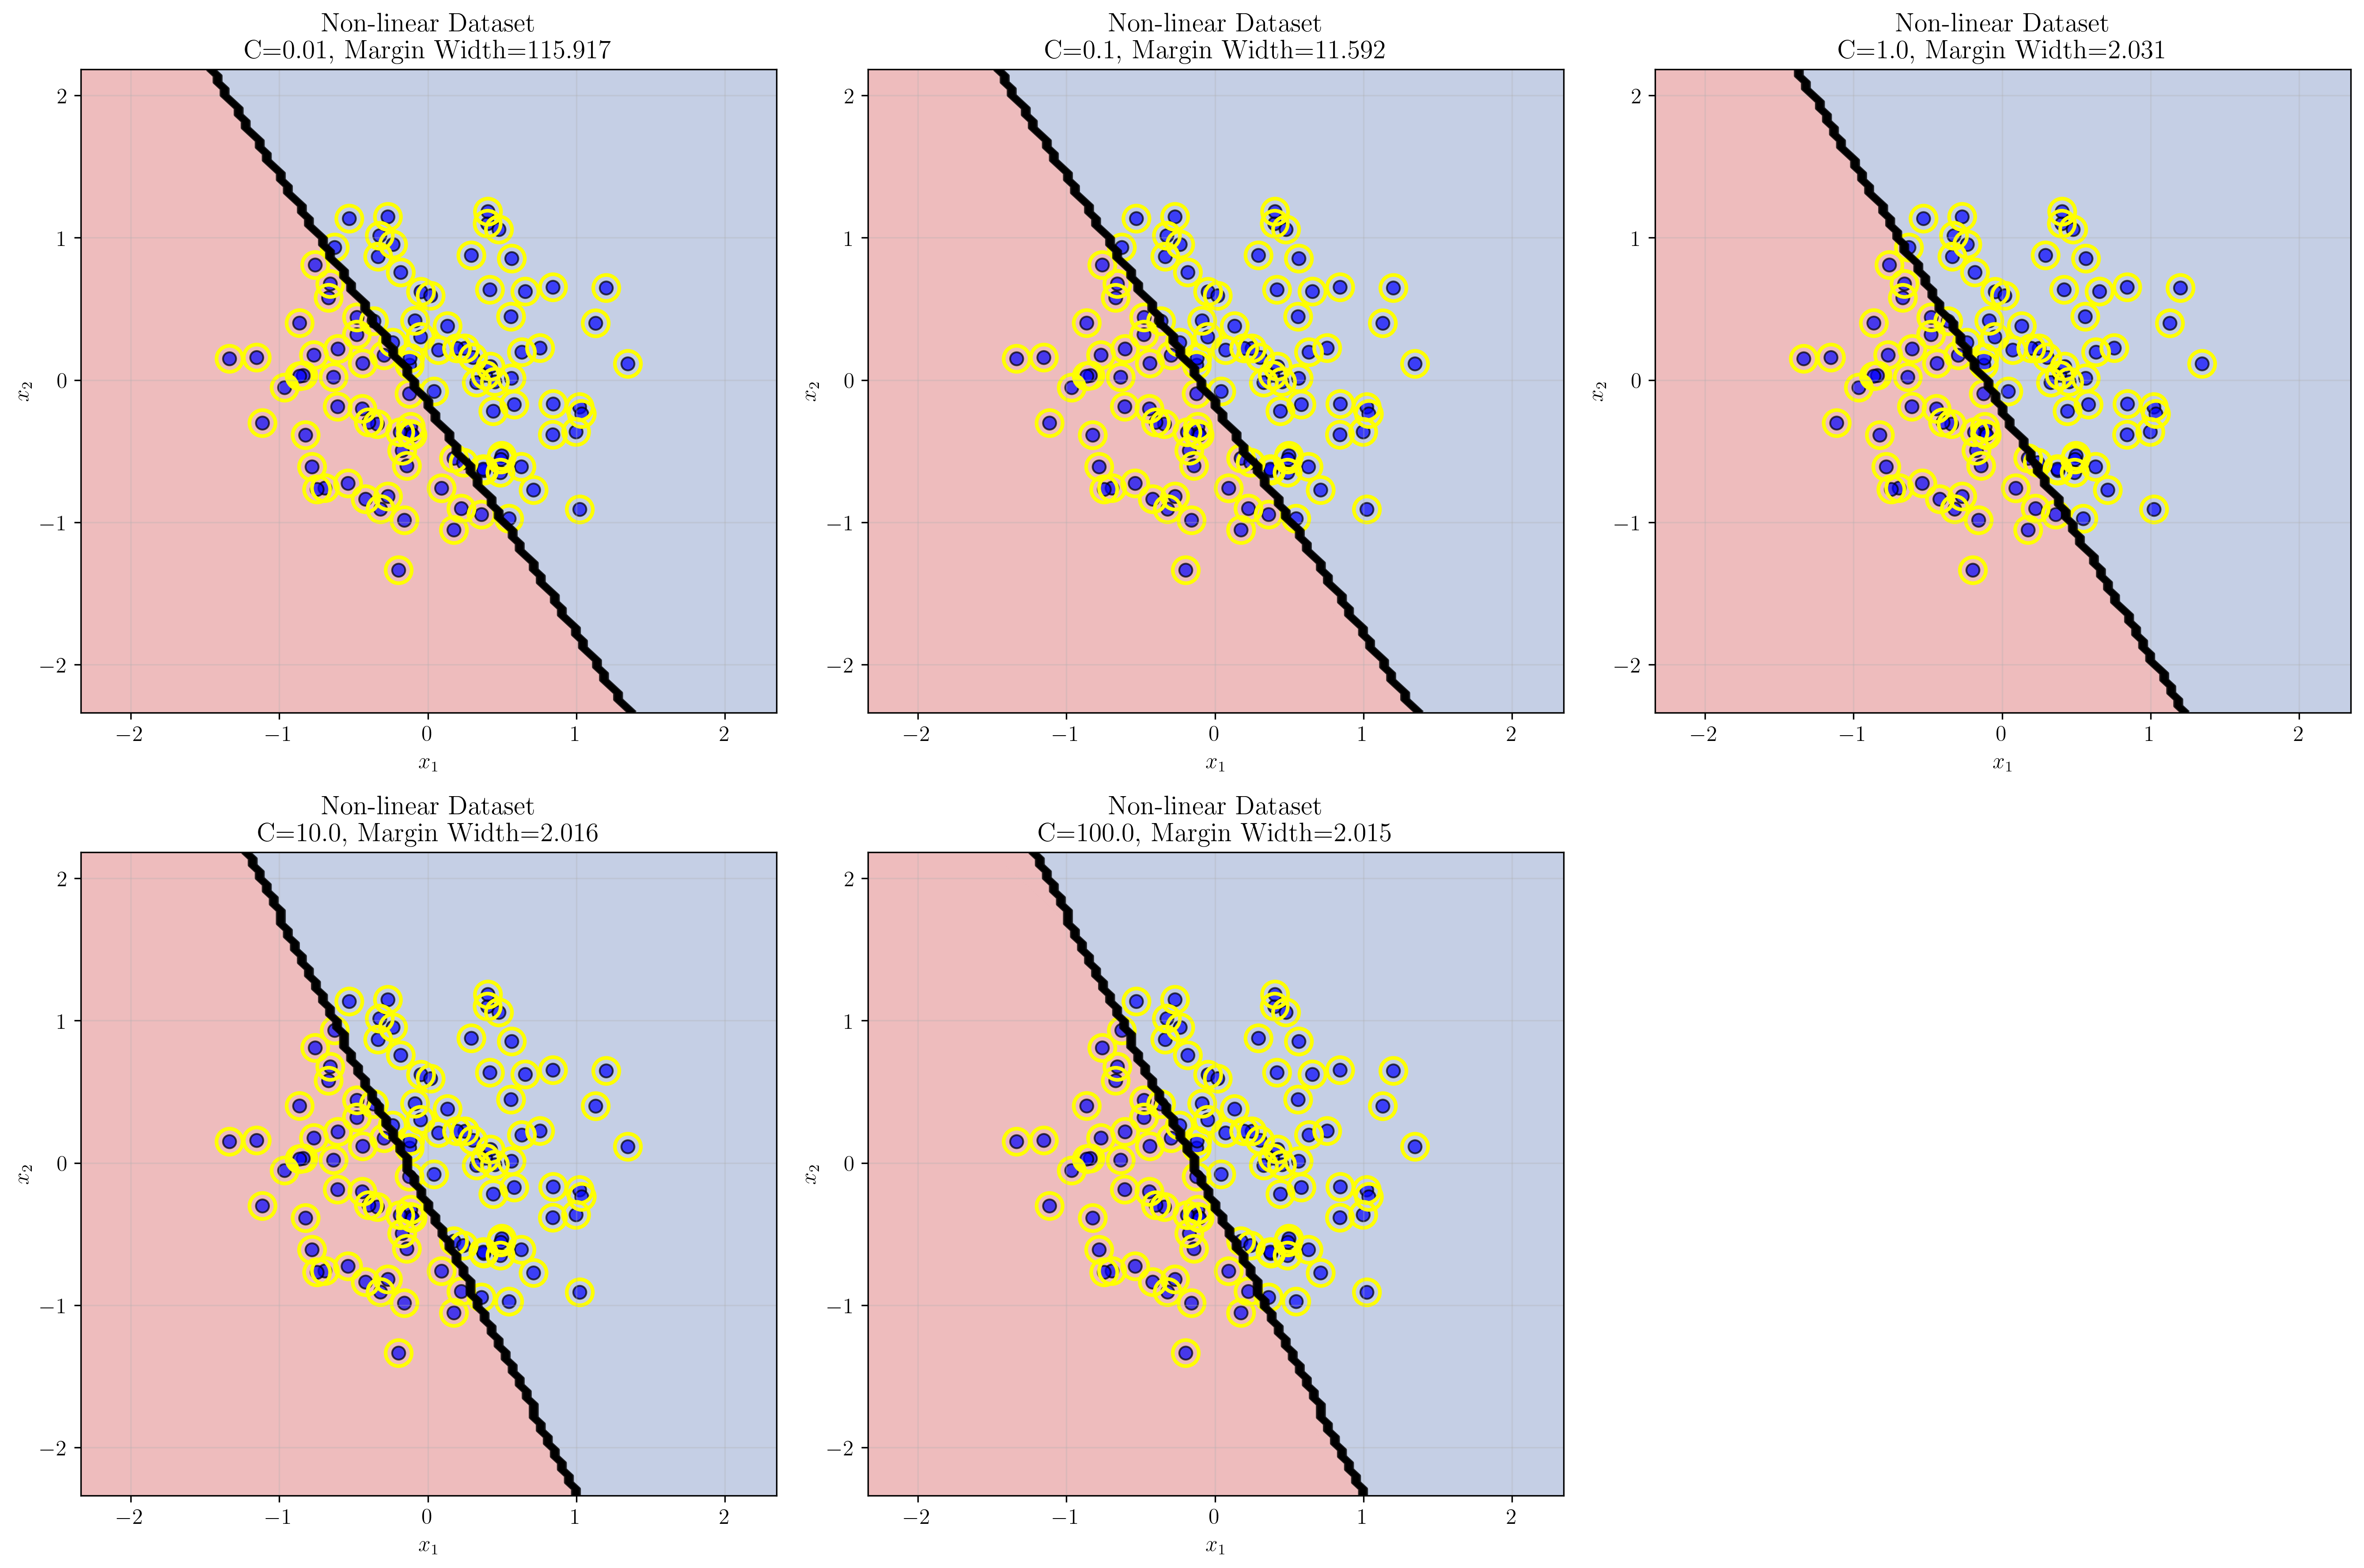 Non-linear Dataset
C=0.01, Margin Width=115.917
2
1
0
−1
−2
x₂
−2
−1
0
1
2
x₁
Non-linear Dataset
C=0.1, Margin Width=11.592
2
1
0
−1
−2
x₂
−2
−1
0
1
2
x₁
Non-linear Dataset
C=1.0, Margin Width=2.031
2
1
0
−1
−2
x₂
−2
−1
0
1
2
x₁
Non-linear Dataset
C=10.0, Margin Width=2.016
2
1
0
−1
−2
x₂
−2
−1
0
1
2
x₁
Non-linear Dataset
C=100.0, Margin Width=2.015
2
1
0
−1
−2
x₂
−2
−1
0
1
2
x₁